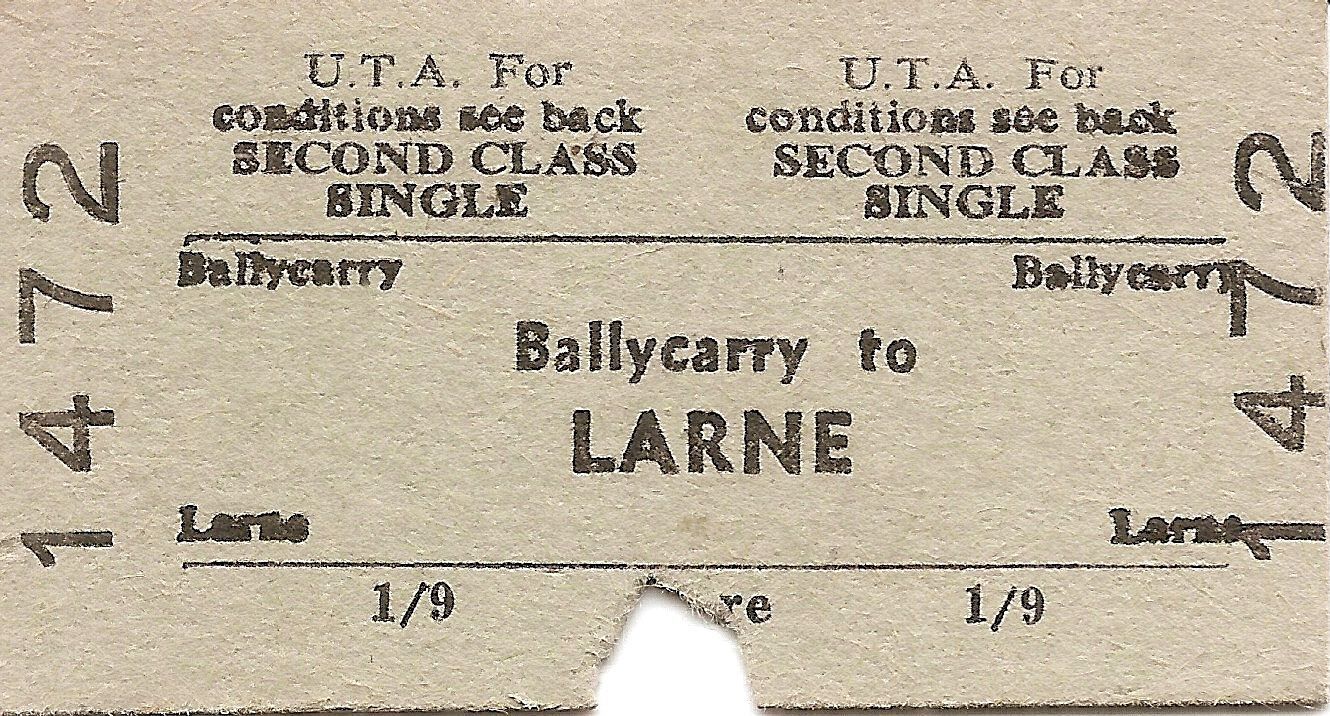 U.T.A. For U.T.A. For
conditions see back conditions see back
SECOND CLASS SECOND CLASS
SINGLE SINGLE
Ballycarry Ballycarry
Ballycarry to
LARNE
Larne Larne
1/9 re 1/9
1472
1472